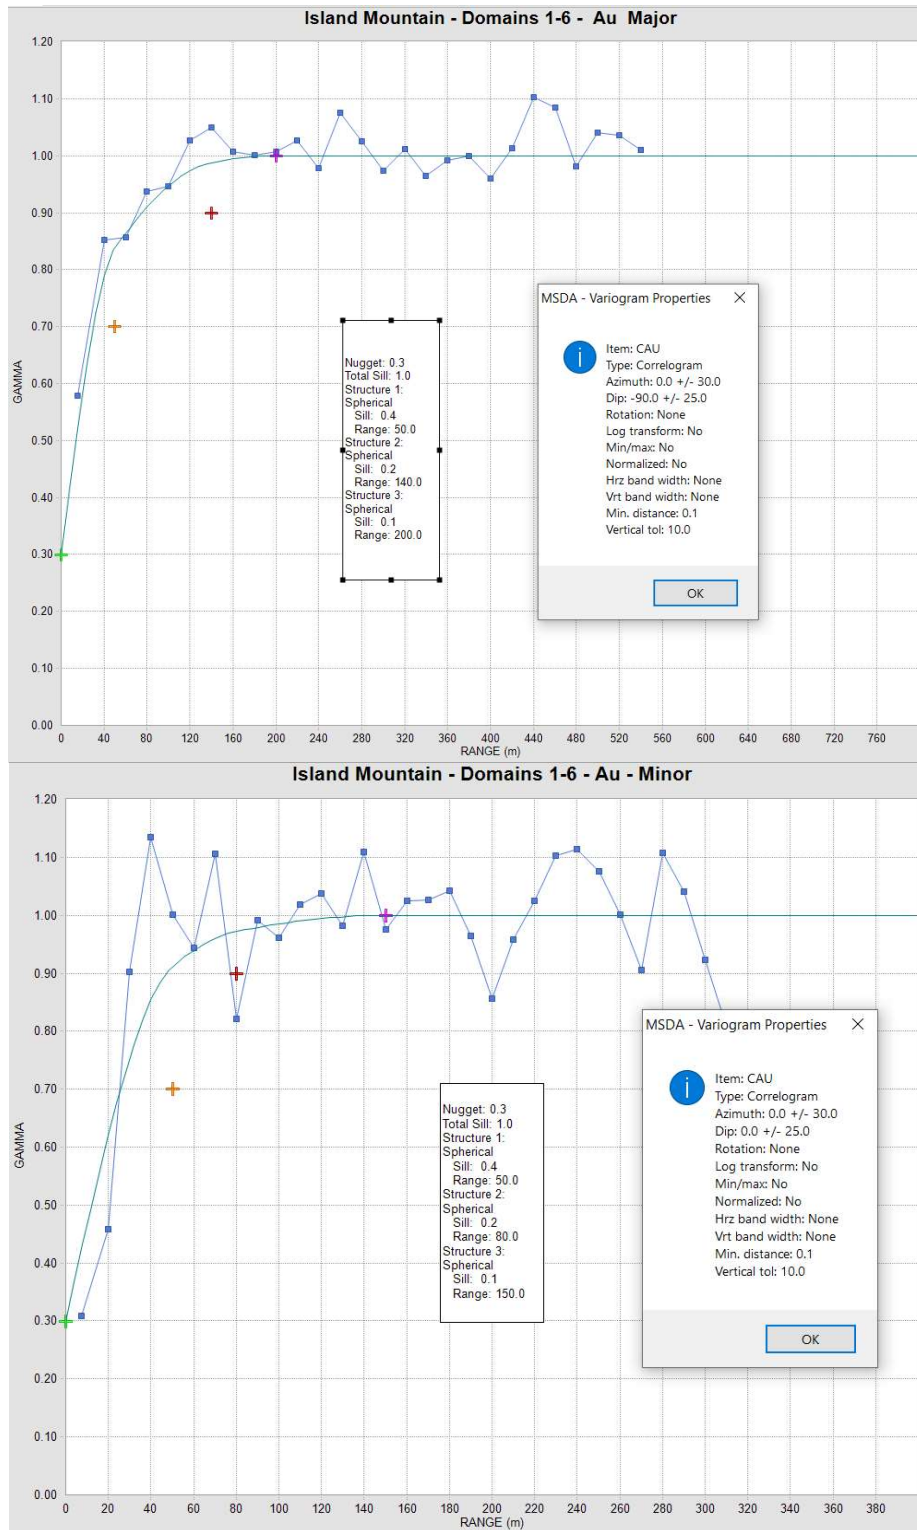 Island Mountain - Domains 1-6 - Au Major
1.20
1.10
1.00
0.90
0.80
0.70
0.60
0.50
0.40
0.30
0.20
0.10
0.00
GAMMA
0 40 80 120 160 200 240 280 320 360 400 440 480 520 560 600 640 680 720 760
RANGE (m)
Nugget: 0.3
Total Sill: 1.0
Structure 1:
Spherical
Sill: 0.4
Range: 50.0
Structure 2:
Spherical
Sill: 0.2
Range: 140.0
Structure 3:
Spherical
Sill: 0.1
Range: 200.0
MSDA - Variogram Properties
Item: CAU
Type: Correlogram
Azimuth: 0.0 +/- 30.0
Dip: -90.0 +/- 25.0
Rotation: None
Log transform: No
Min/max: No
Normalized: No
Hrz band width: None
Vrt band width: None
Min. distance: 0.1
Vertical tol: 10.0
OK
Island Mountain - Domains 1-6 - Au - Minor
1.20
1.10
1.00
0.90
0.80
0.70
0.60
0.50
0.40
0.30
0.20
0.10
0.00
GAMMA
0 20 40 60 80 100 120 140 160 180 200 220 240 260 280 300 320 340 360 380
RANGE (m)
Nugget: 0.3
Total Sill: 1.0
Structure 1:
Spherical
Sill: 0.4
Range: 50.0
Structure 2:
Spherical
Sill: 0.2
Range: 80.0
Structure 3:
Spherical
Sill: 0.1
Range: 150.0
MSDA - Variogram Properties
Item: CAU
Type: Correlogram
Azimuth: 0.0 +/- 30.0
Dip: 0.0 +/- 25.0
Rotation: None
Log transform: No
Min/max: No
Normalized: No
Hrz band width: None
Vrt band width: None
Min. distance: 0.1
Vertical tol: 10.0
OK